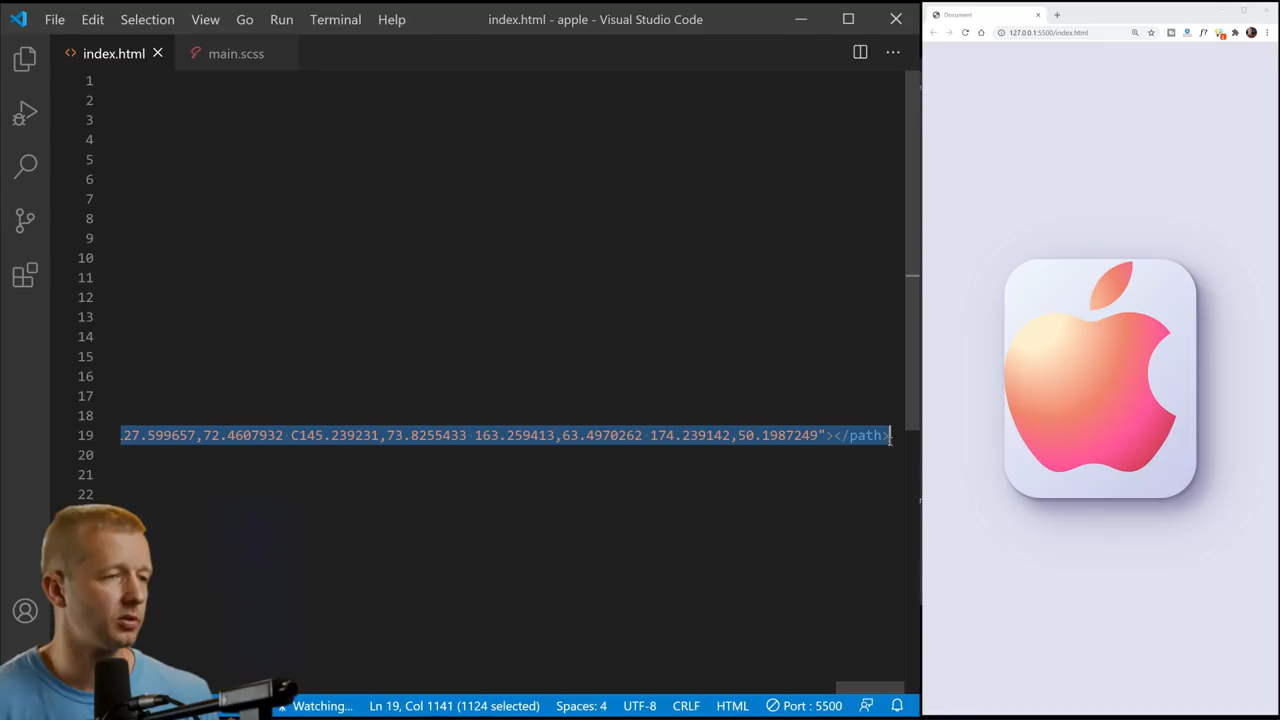 File Edit Selection View Go Run Terminal Help
index.html - apple - Visual Studio Code
index.html
main.scss
1
2
3
4
5
6
7
8
9
10
11
12
13
14
15
16
17
18
19 .27.599657,72.4607932 C145.239231,73.8255433 163.259413,63.4970262 174.239142,50.1987249"></path>
20
21
22
Watching... Ln 19, Col 1141 (1124 selected) Spaces: 4 UTF-8 CRLF HTML Port : 5500
Document
127.0.0.1:5500/index.html
f?
2